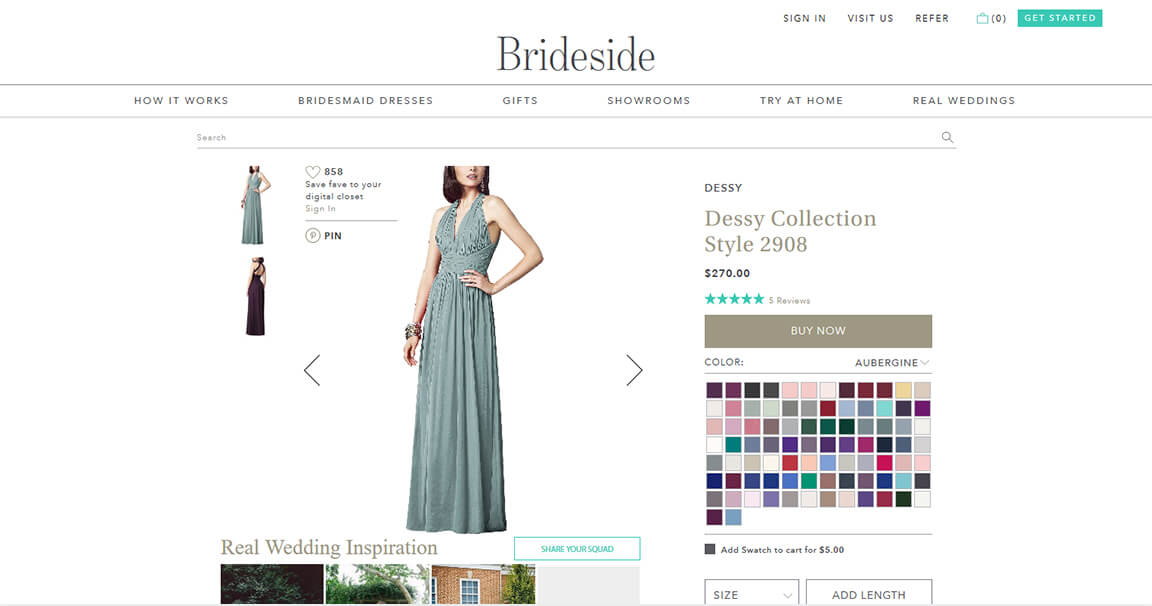 SIGN IN VISIT US REFER (0) GET STARTED
Brideside
HOW IT WORKS BRIDESMAID DRESSES GIFTS SHOWROOMS TRY AT HOME REAL WEDDINGS
Search
858
Save fave to your
digital closet
Sign In
PIN
DESSY
Dessy Collection
Style 2908
$270.00
5 Reviews
BUY NOW
COLOR: AUBERGINE
Add Swatch to cart for $5.00
SIZE ADD LENGTH
Real Wedding Inspiration SHARE YOUR SQUAD